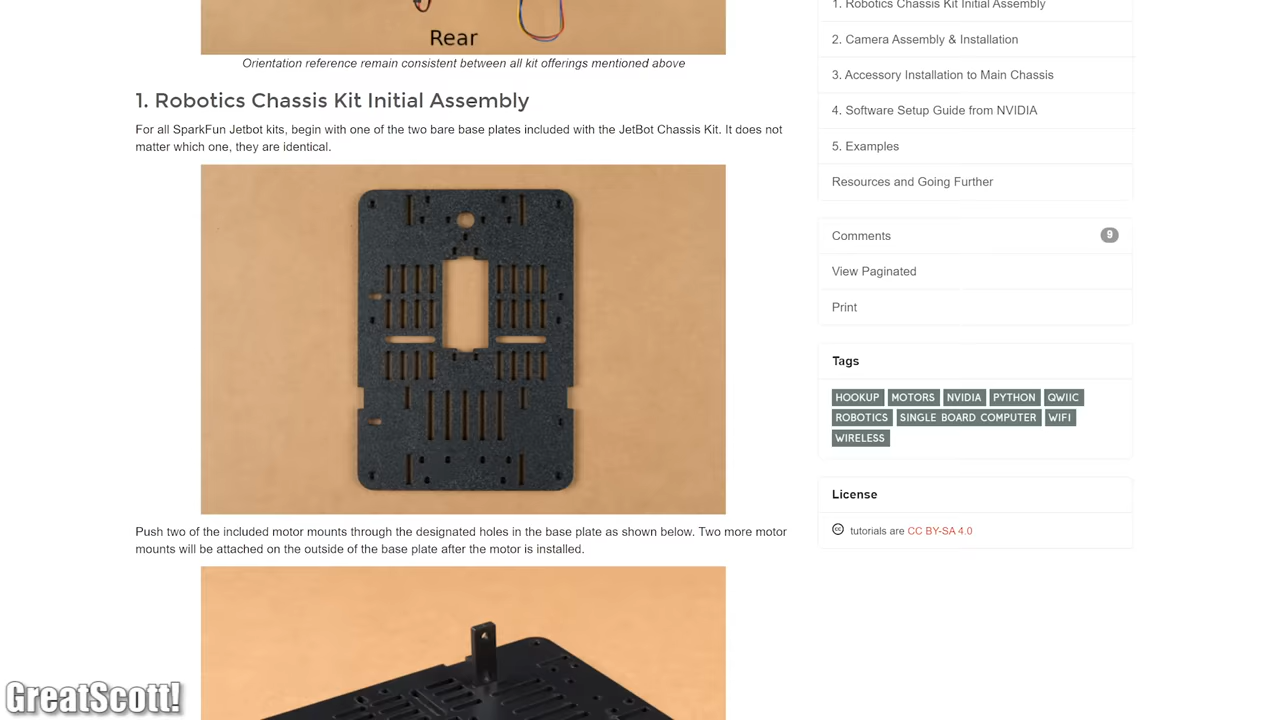 Rear
Orientation reference remain consistent between all kit offerings mentioned above
1. Robotics Chassis Kit Initial Assembly
For all SparkFun Jetbot kits, begin with one of the two bare base plates included with the JetBot Chassis Kit. It does not
matter which one, they are identical.
Push two of the included motor mounts through the designated holes in the base plate as shown below. Two more motor
mounts will be attached on the outside of the base plate after the motor is installed.
1. Robotics Chassis Kit Initial Assembly
2. Camera Assembly & Installation
3. Accessory Installation to Main Chassis
4. Software Setup Guide from NVIDIA
5. Examples
Resources and Going Further
Comments 9
View Paginated
Print
Tags
HOOKUP MOTORS NVIDIA PYTHON QWIIC
ROBOTICS SINGLE BOARD COMPUTER WIFI
WIRELESS
License
cc tutorials are CC BY-SA 4.0
GreatScott!